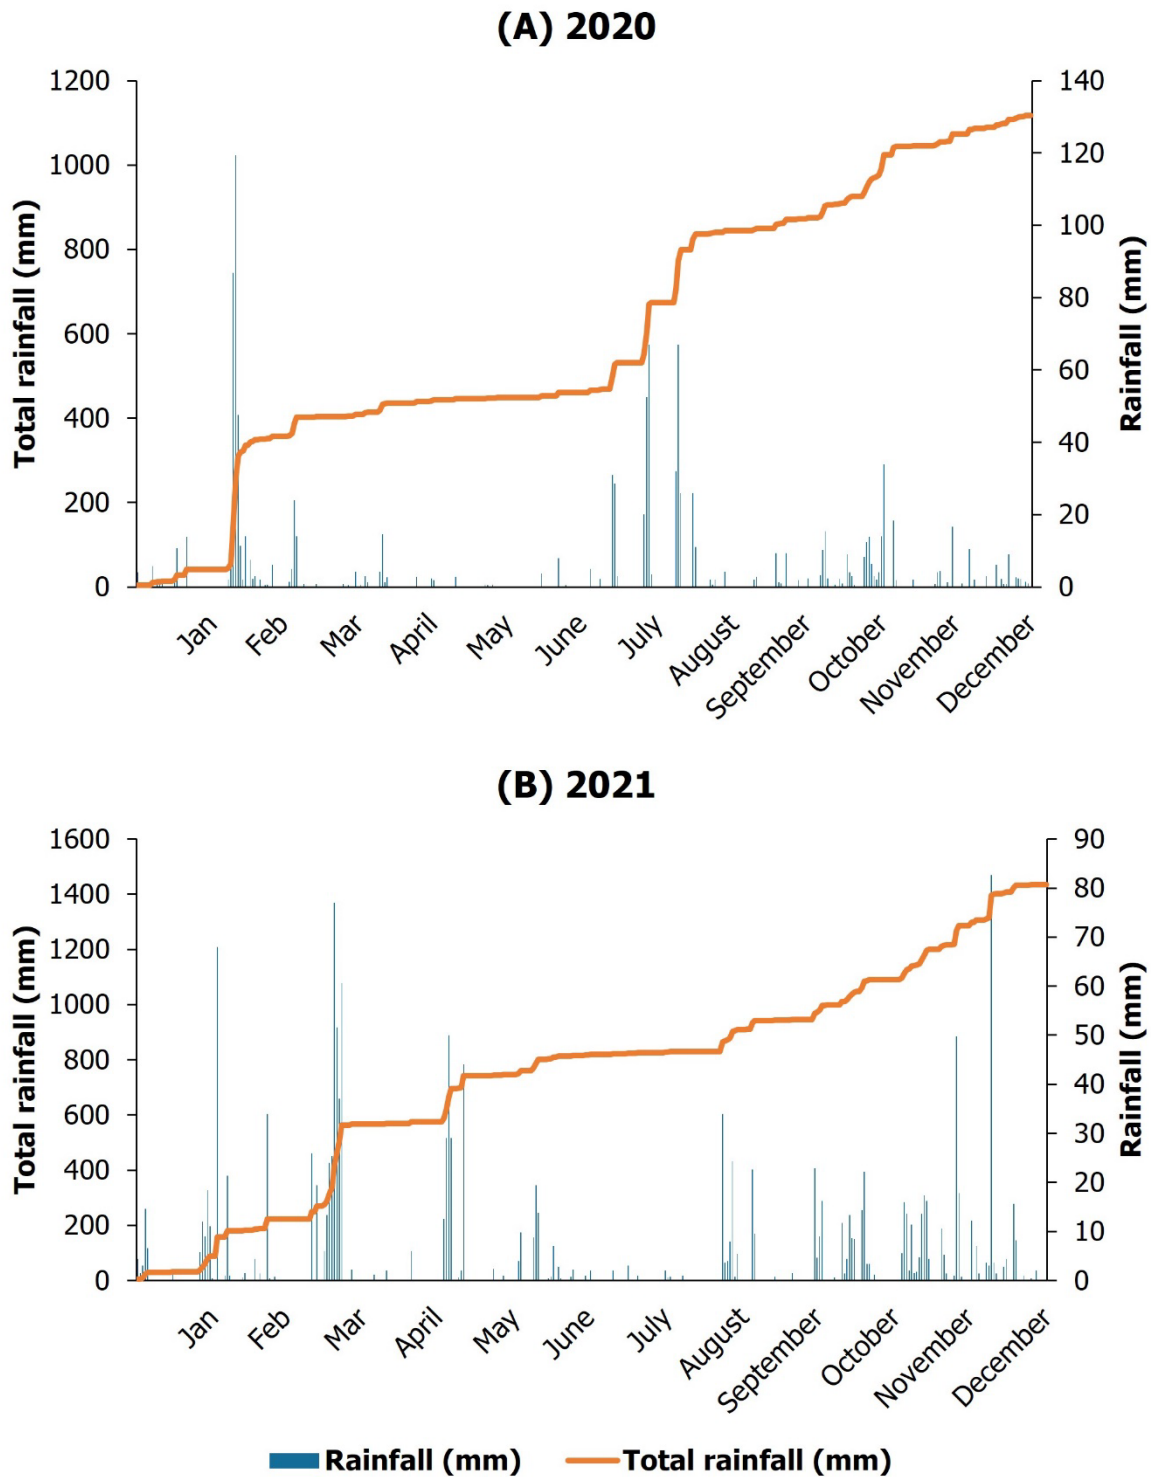 (A) 2020
1200
1000
800
600
400
200
0
Total rainfall (mm)
140
120
100
80
60
40
20
0
Rainfall (mm)
Jan
Feb
Mar
April
May
June
July
August
September
October
November
December
(B) 2021
1600
1400
1200
1000
800
600
400
200
0
Total rainfall (mm)
90
80
70
60
50
40
30
20
10
0
Rainfall (mm)
Jan
Feb
Mar
April
May
June
July
August
September
October
November
December
Rainfall (mm) Total rainfall (mm)